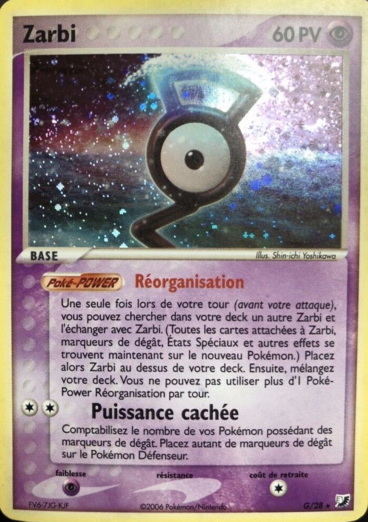 Zarbi 60 PV
BASE Illus. Shin-ichi Yoshikawa
Poké-POWER Réorganisation
Une seule fois lors de votre tour (avant votre attaque),
vous pouvez chercher dans votre deck un autre Zarbi et
l'échanger avec Zarbi. (Toutes les cartes attachées à Zarbi,
marqueurs de dégât, États Spéciaux et autres effets se
trouvent maintenant sur le nouveau Pokémon.) Placez
alors Zarbi au dessus de votre deck. Ensuite, mélangez
votre deck. Vous ne pouvez pas utiliser plus d'1 Poké-
Power Réorganisation par tour.
Puissance cachée
Comptabilisez le nombre de vos Pokémon possédant des
marqueurs de dégât. Placez autant de marqueurs de dégât
sur le Pokémon Défenseur.
faiblesse résistance coût de retraite
©2006 Pokémon/Nintendo G/28